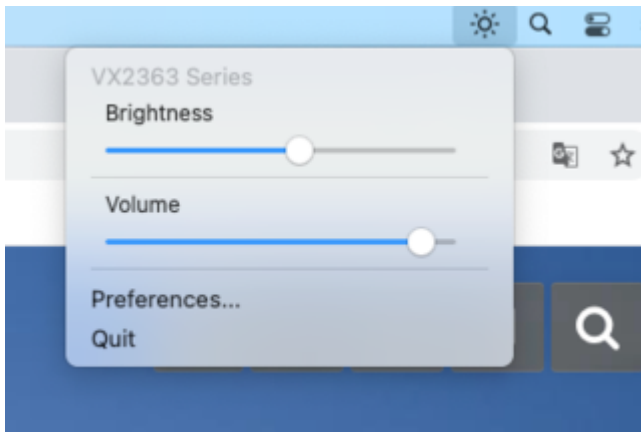 VX2363 Series
Brightness
Volume
Preferences...
Quit